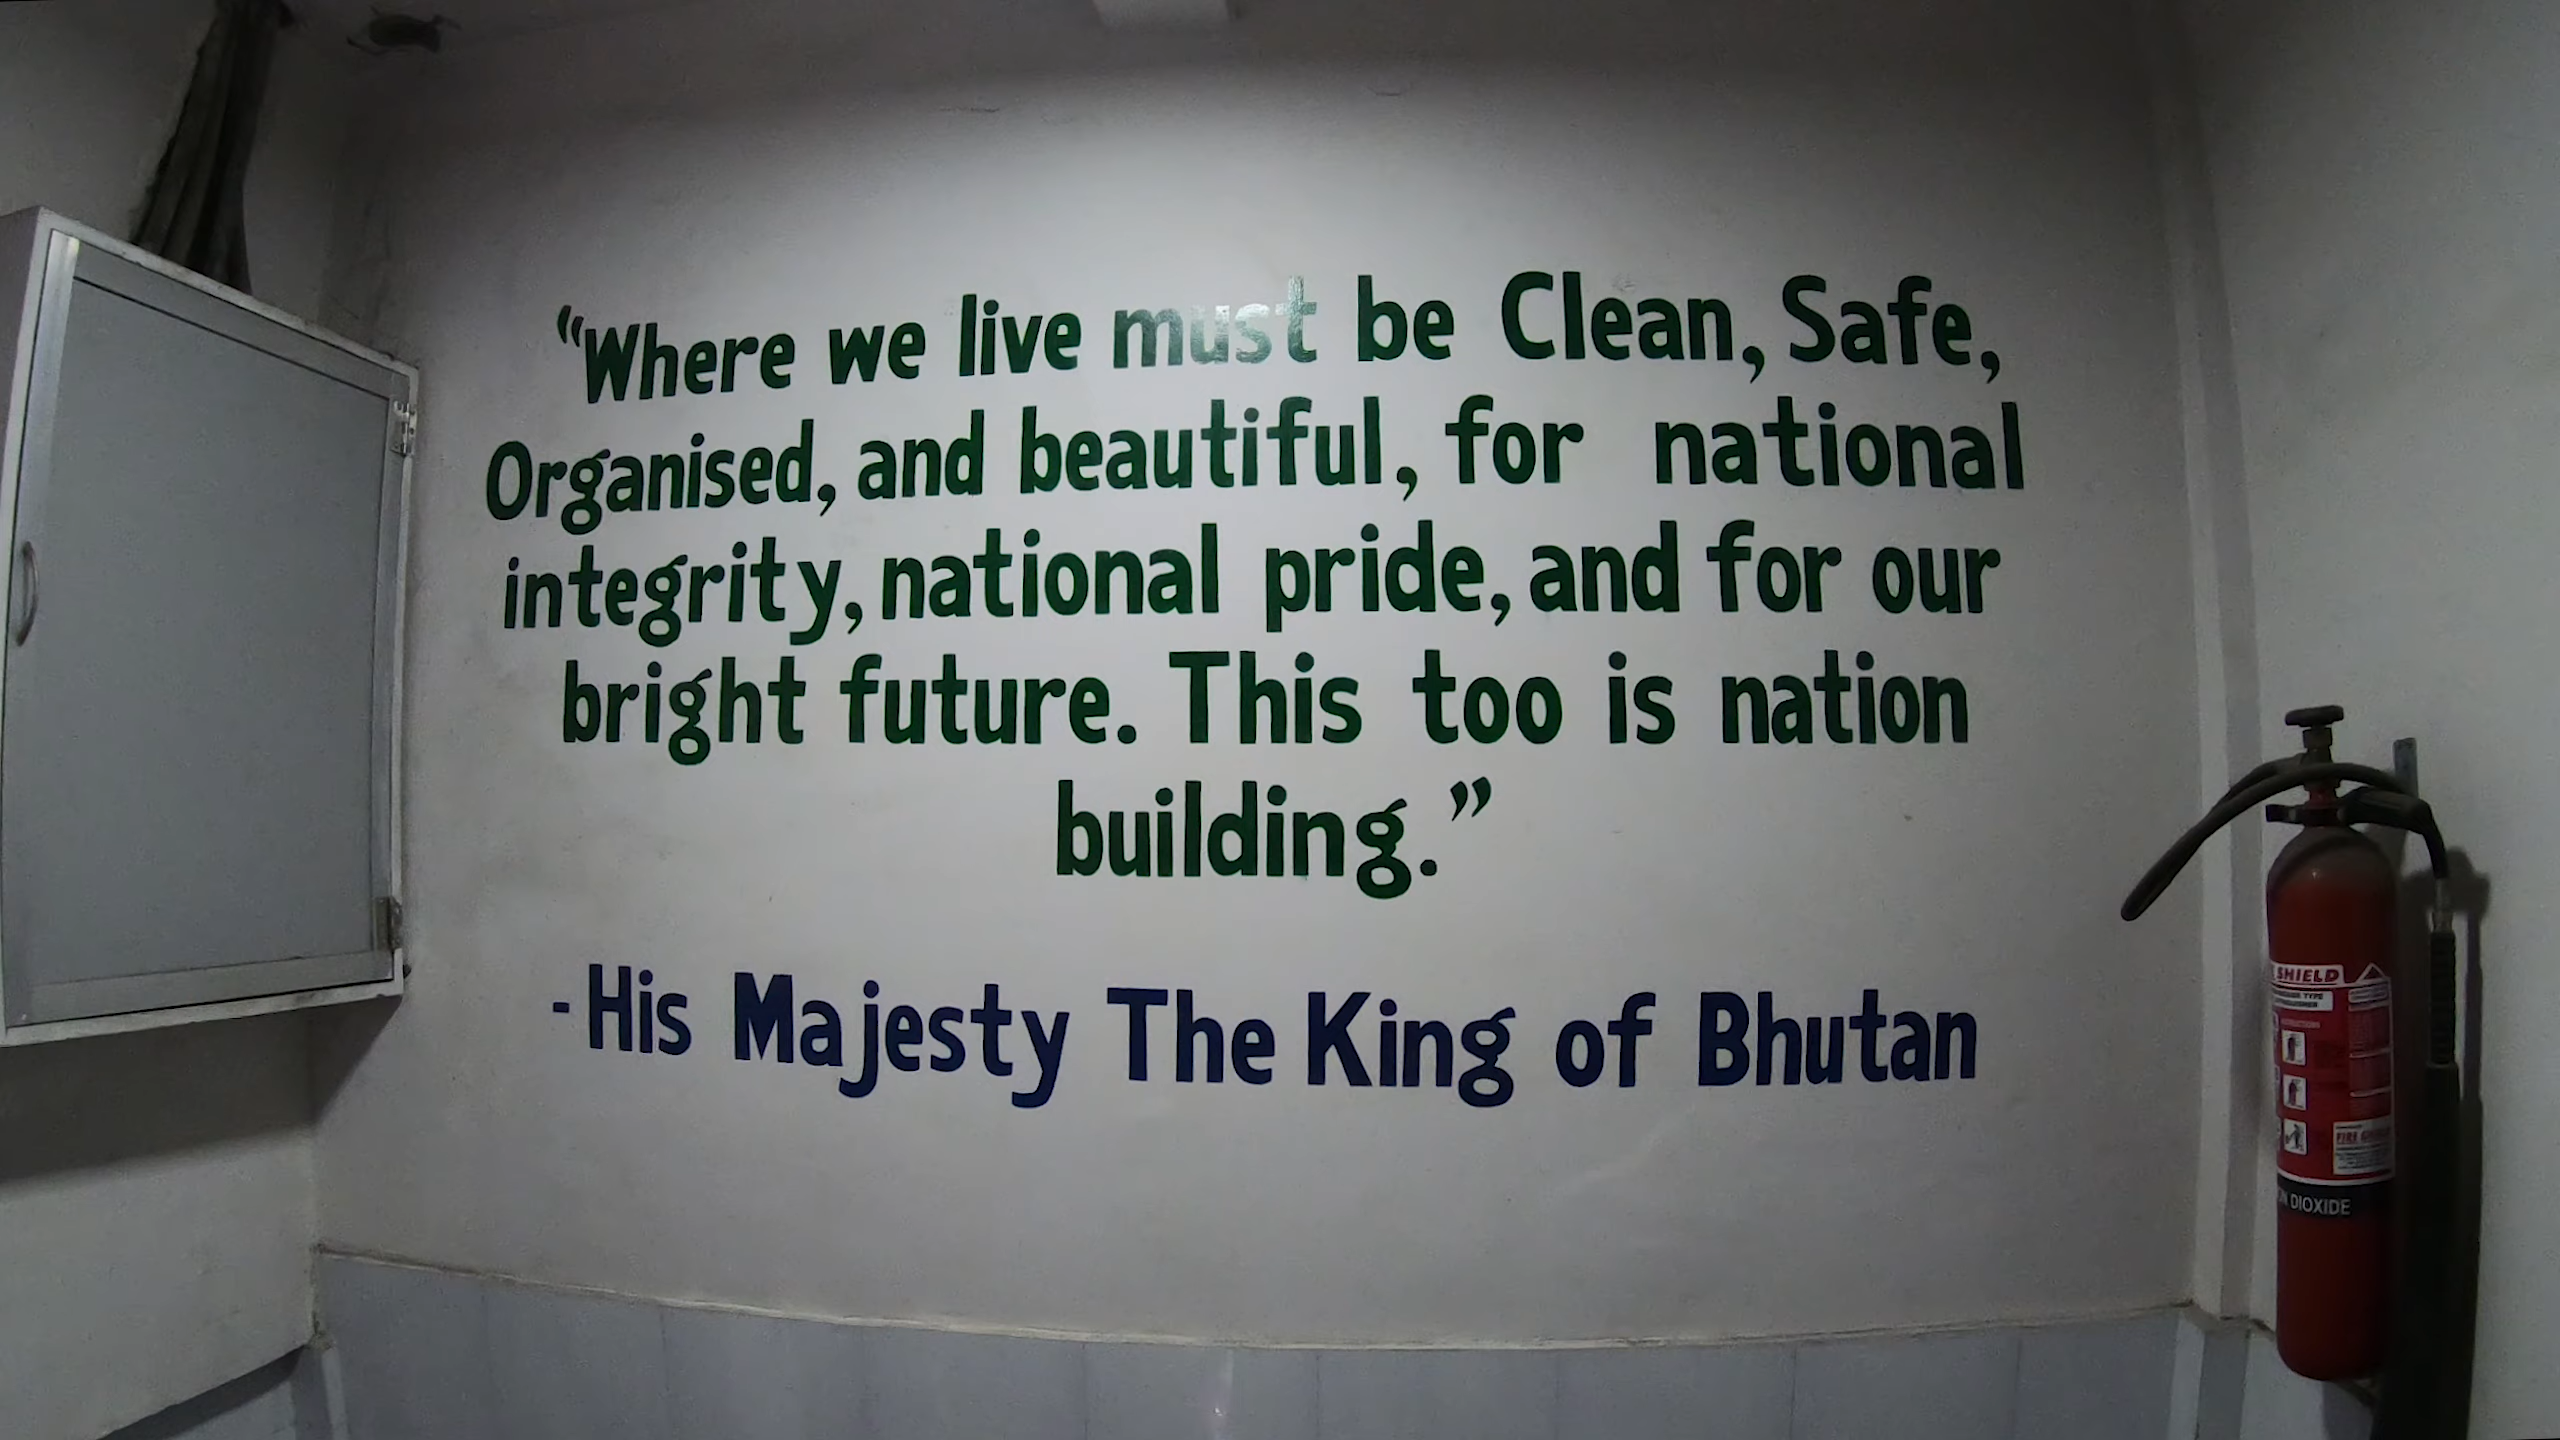 “Where we live must be Clean, Safe,
Organised, and beautiful, for national
integrity, national pride, and for our
bright future. This too is nation
building.”
- His Majesty The King of Bhutan
SHIELD
DIOXIDE